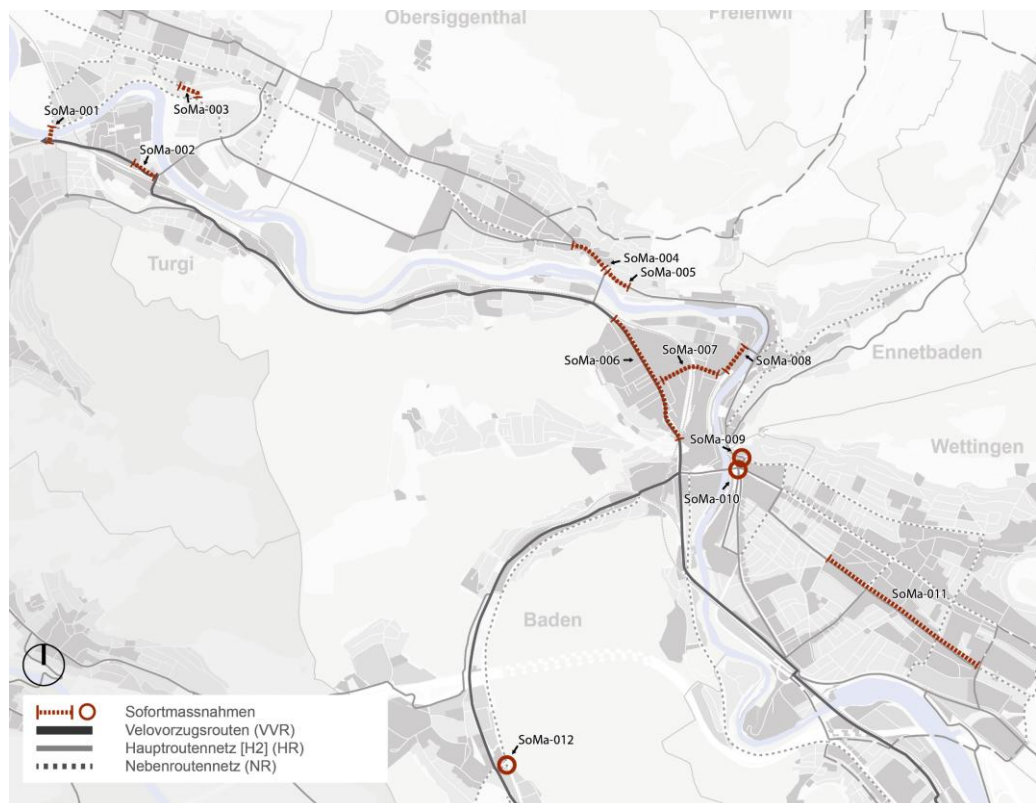 Obersiggenthal
Freienwil
SoMa-001
SoMa-003
SoMa-002
Turgi
SoMa-004
SoMa-005
SoMa-006
SoMa-007
SoMa-008
Ennetbaden
SoMa-009
Wettingen
SoMa-010
SoMa-011
Baden
SoMa-012
Sofortmassnahmen
Velovorzugsrouten (VVR)
Hauptroutennetz [H2] (HR)
Nebenroutennetz (NR)